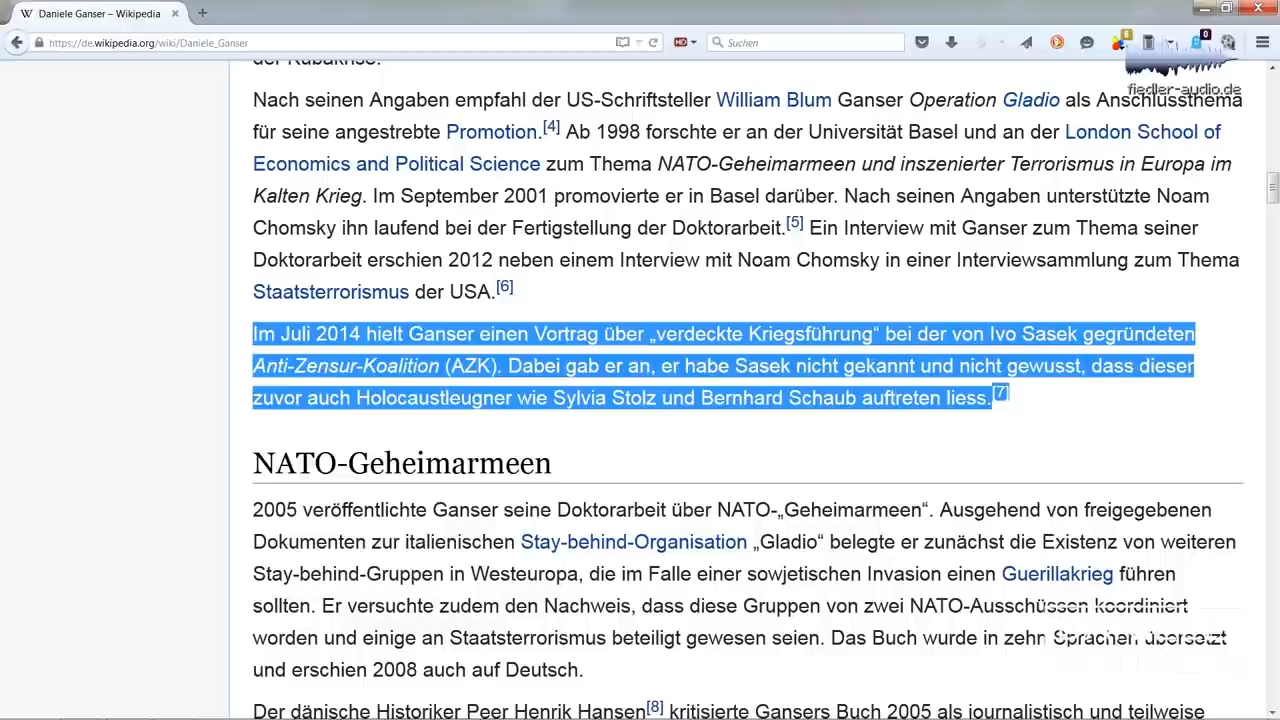 Daniele Ganser – Wikipedia
https://de.wikipedia.org/wiki/Daniele_Ganser
Suchen
8
0
fiedler-audio.de
der Kubakrise.
Nach seinen Angaben empfahl der US-Schriftsteller William Blum Ganser Operation Gladio als Anschlussthema
für seine angestrebte Promotion.[4] Ab 1998 forschte er an der Universität Basel und an der London School of
Economics and Political Science zum Thema NATO-Geheimarmeen und inszenierter Terrorismus in Europa im
Kalten Krieg. Im September 2001 promovierte er in Basel darüber. Nach seinen Angaben unterstützte Noam
Chomsky ihn laufend bei der Fertigstellung der Doktorarbeit.[5] Ein Interview mit Ganser zum Thema seiner
Doktorarbeit erschien 2012 neben einem Interview mit Noam Chomsky in einer Interviewsammlung zum Thema
Staatsterrorismus der USA.[6]
Im Juli 2014 hielt Ganser einen Vortrag über „verdeckte Kriegsführung“ bei der von Ivo Sasek gegründeten
Anti-Zensur-Koalition (AZK). Dabei gab er an, er habe Sasek nicht gekannt und nicht gewusst, dass dieser
zuvor auch Holocaustleugner wie Sylvia Stolz und Bernhard Schaub auftreten liess.[7]
NATO-Geheimarmeen
2005 veröffentlichte Ganser seine Doktorarbeit über NATO-„Geheimarmeen“. Ausgehend von freigegebenen
Dokumenten zur italienischen Stay-behind-Organisation „Gladio“ belegte er zunächst die Existenz von weiteren
Stay-behind-Gruppen in Westeuropa, die im Falle einer sowjetischen Invasion einen Guerillakrieg führen
sollten. Er versuchte zudem den Nachweis, dass diese Gruppen von zwei NATO-Ausschüssen koordiniert
worden und einige an Staatsterrorismus beteiligt gewesen seien. Das Buch wurde in zehn Sprachen übersetzt
und erschien 2008 auch auf Deutsch.
Der dänische Historiker Peer Henrik Hansen[8] kritisierte Gansers Buch 2005 als journalistisch und teilweise